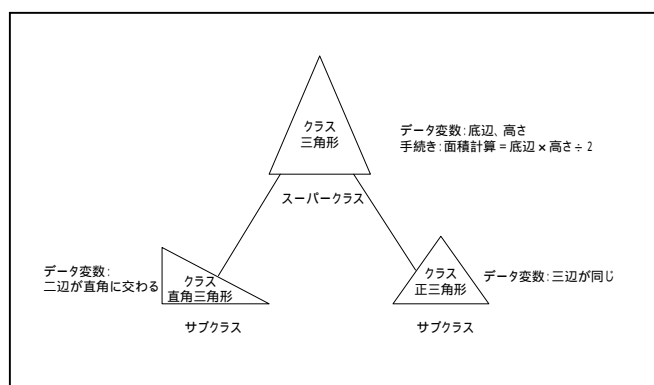 クラス
三角形
データ変数:底辺、高さ
手続き:面積計算=底辺×高さ÷2
スーパークラス
データ変数:
二辺が直角に交わる
クラス
直角三角形
サブクラス
クラス
正三角形
データ変数:三辺が同じ
サブクラス